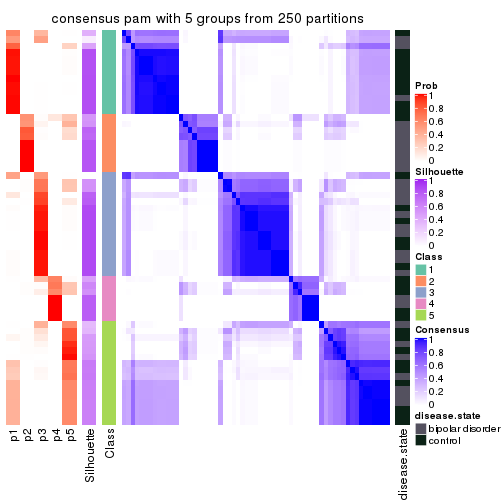 consensus pam with 5 groups from 250 partitions
Prob
1
0.8
0.6
0.4
0.2
0
Silhouette
1
0.8
0.6
0.4
0.2
0
Class
1
2
3
4
5
Consensus
1
0.8
0.6
0.4
0.2
0
disease.state
bipolar disorder
control
p1
p2
p3
p4
p5
Silhouette
Class
disease.state